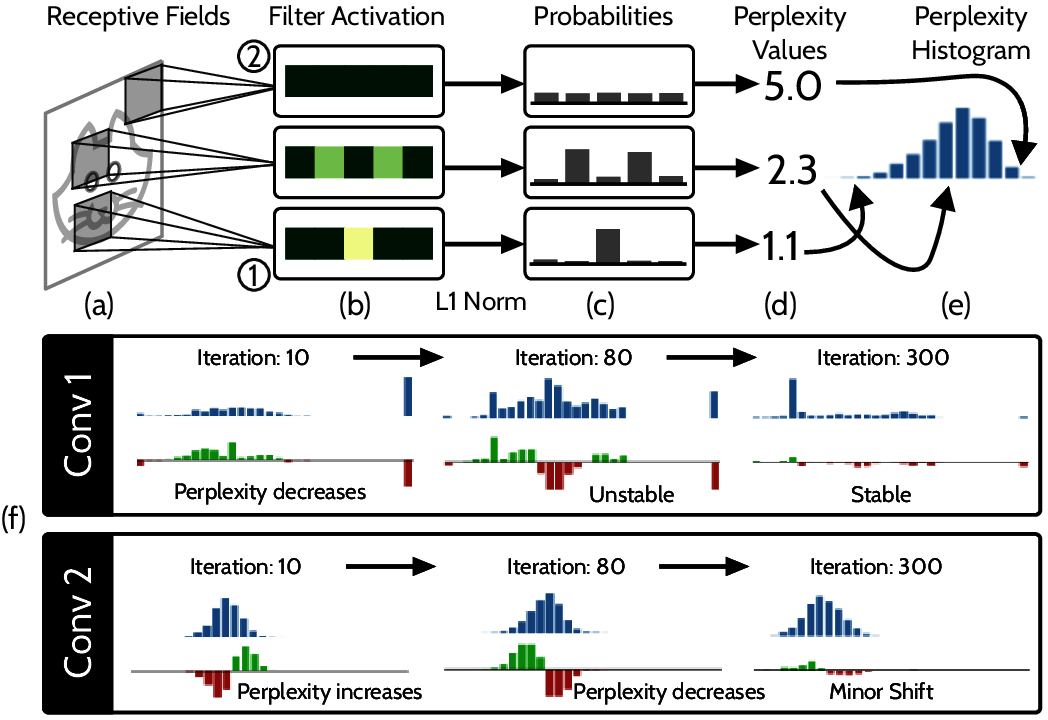 Receptive Fields
Filter Activation
Probabilities
Perplexity
Values
Perplexity
Histogram
②
5.0
2.3
1.1
①
L1 Norm
(a)
(b)
(c)
(d)
(e)
(f)
Conv 1
Iteration: 10
Iteration: 80
Iteration: 300
Perplexity decreases
Unstable
Stable
Conv 2
Iteration: 10
Iteration: 80
Iteration: 300
Perplexity increases
Perplexity decreases
Minor Shift